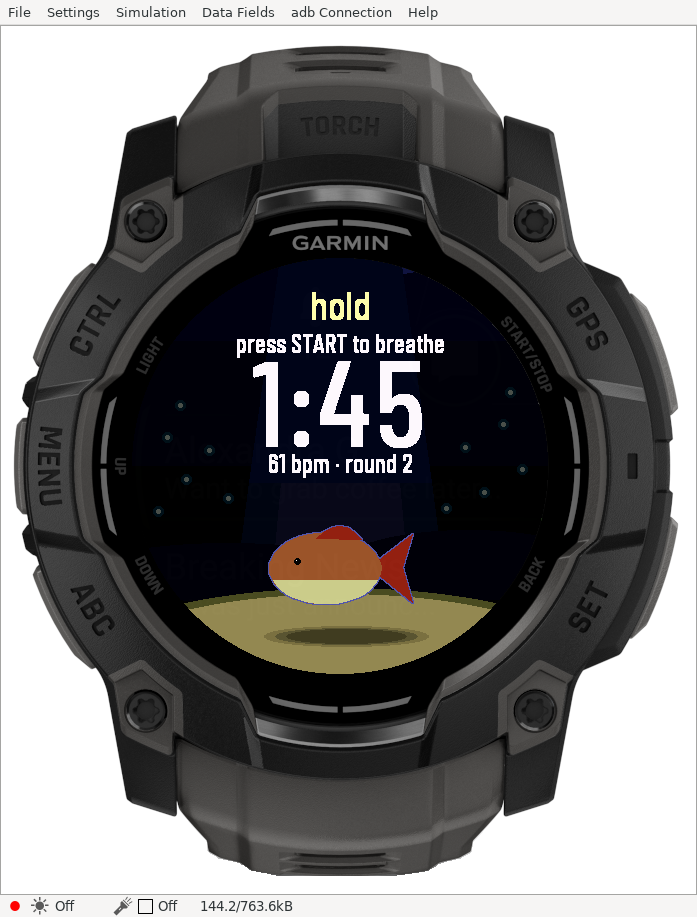 File Settings Simulation Data Fields adb Connection Help
TORCH
GARMIN
CTRL
GPS
LIGHT
START/STOP
hold
press START to breathe
1:45
61 bpm · round 2
MENU
UP
DOWN
BACK
ABC
SET
Off
Off
144.2/763.6kB